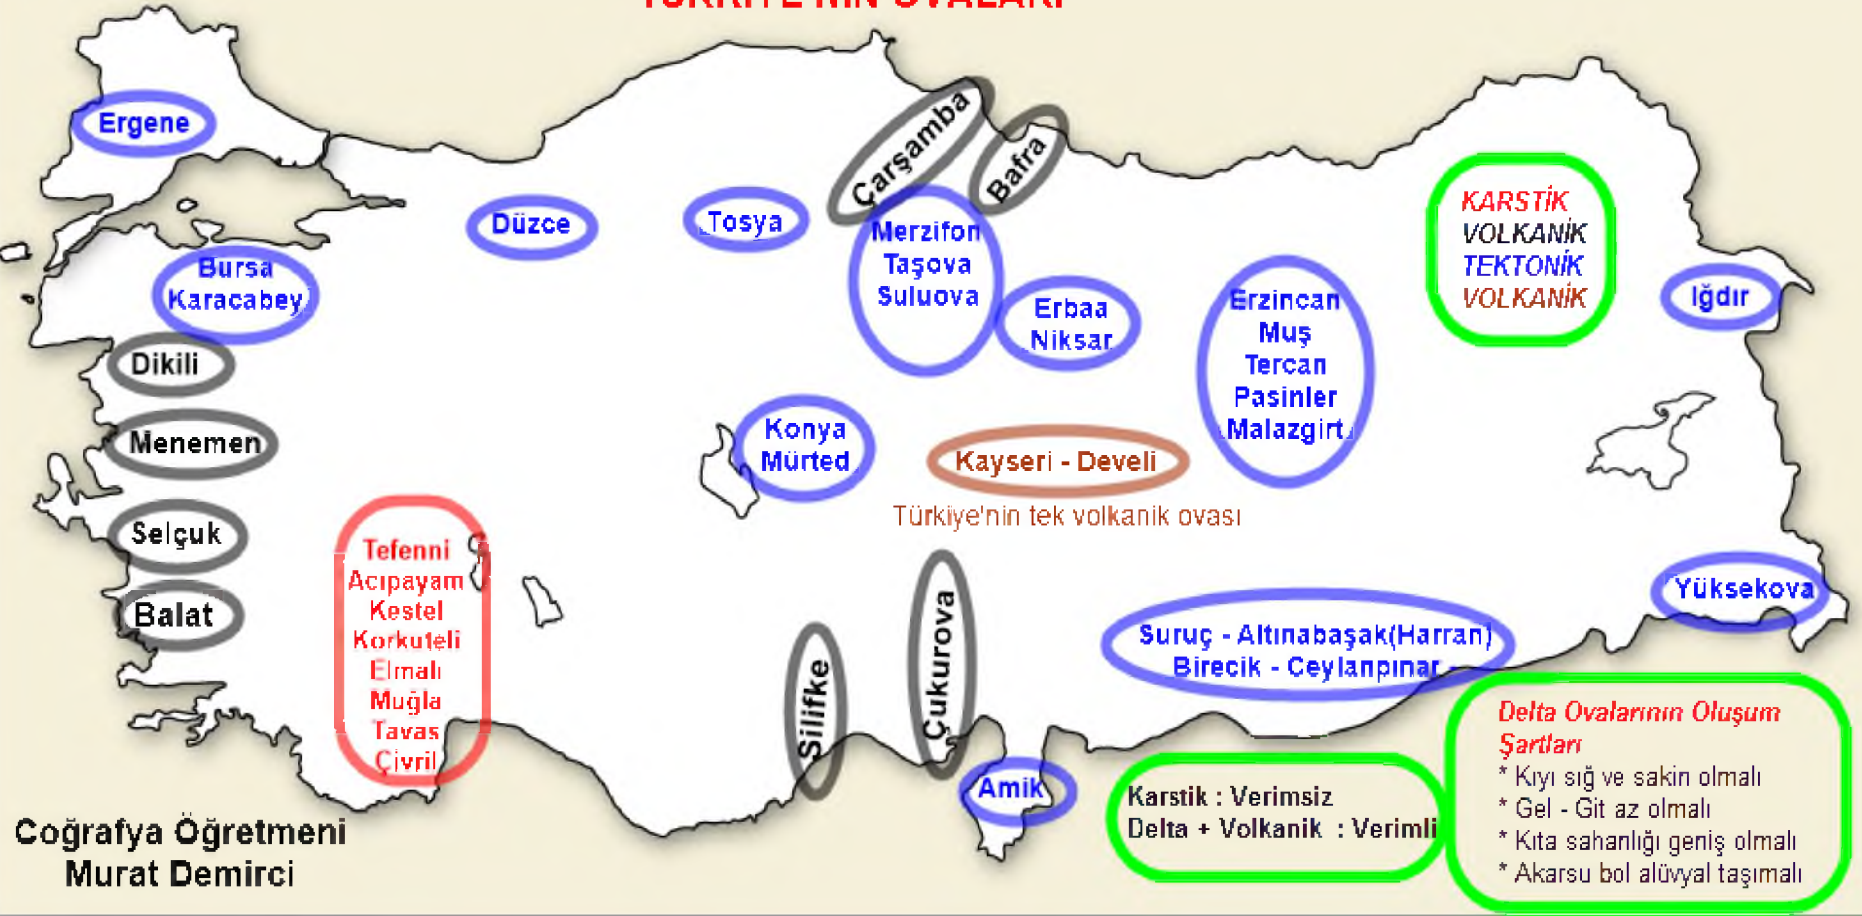 TÜRKİYE'NİN OVALARI
Ergene
Çarşamba
Bafra
KARSTİK
VOLKANİK
TEKTONİK
VOLKANİK
Düzce
Tosya
Merzifon
Taşova
Suluova
Bursa
Karacabey
Erbaa
Niksar
Erzincan
Muş
Tercan
Pasinler
Malazgirt
Iğdır
Dikili
Menemen
Konya
Mürted
Kayseri - Develi
Türkiye'nin tek volkanik ovası
Selçuk
Balat
Tefenni
Acıpayam
Kestel
Korkuteli
Elmalı
Muğla
Tavas
Çivril
Silifke
Çukurova
Suruç - Altınabaşak(Harran)
Birecik - Ceylanpınar
Yüksekova
Amik
Karstik : Verimsiz
Delta + Volkanik : Verimli
Delta Ovalarının Oluşum
Şartları
* Kıyı sığ ve sakin olmalı
* Gel - Git az olmalı
* Kıta sahanlığı geniş olmalı
* Akarsu bol alüvyal taşımalı
Coğrafya Öğretmeni
Murat Demirci